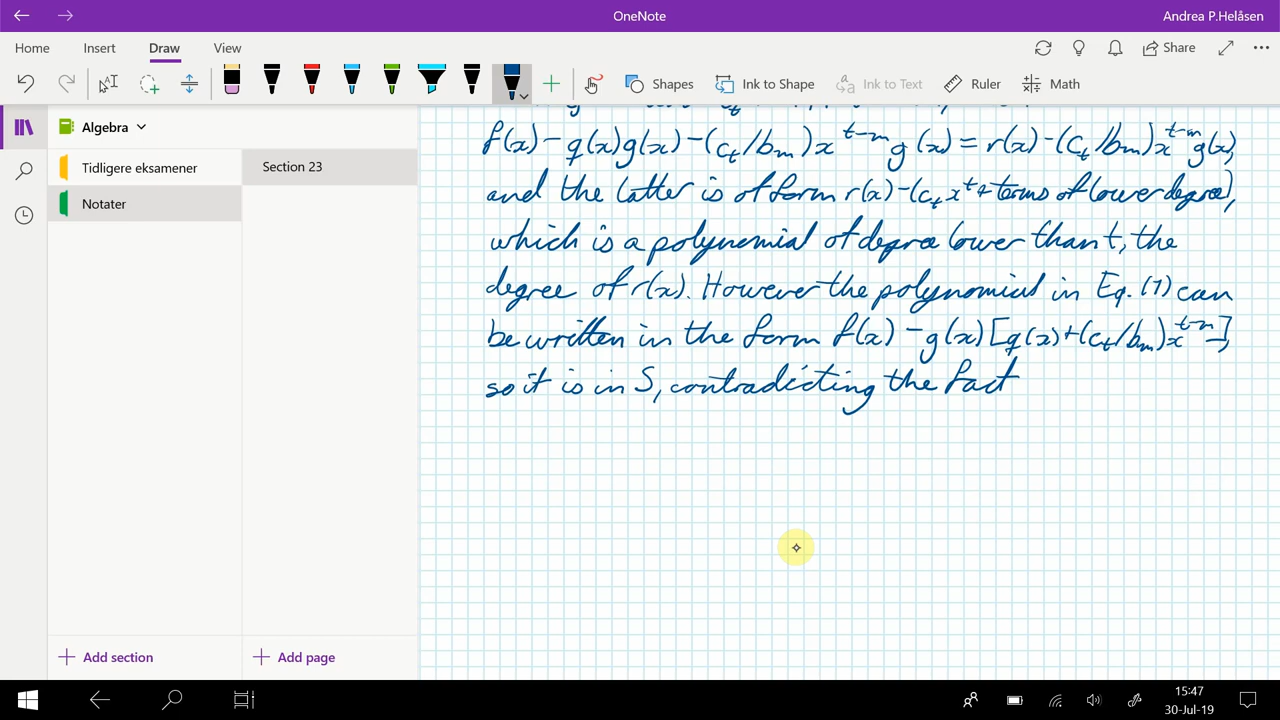 OneNote
Andrea P.Helåsen
Home
Insert
Draw
View
Share
Shapes
Ink to Shape
Ink to Text
Ruler
Math
Algebra
Tidligere eksamener
Notater
Section 23
f(x) - q(x)g(x) - (c_t/b_m)x^{t-m} g(x) = r(x) - (c_t/b_m)x^{t-m}g(x),
and the latter is of form r(x) - (c_t x^t + terms of lower degree),
which is a polynomial of degree lower than t, the
degree of r(x). However the polynomial in Eq. (1) can
be written in the form f(x) - g(x)[q(x)+(c_t/b_m)x^{t-m}],
so it is in S, contradicting the fact
Add section
Add page
15:47
30-Jul-19